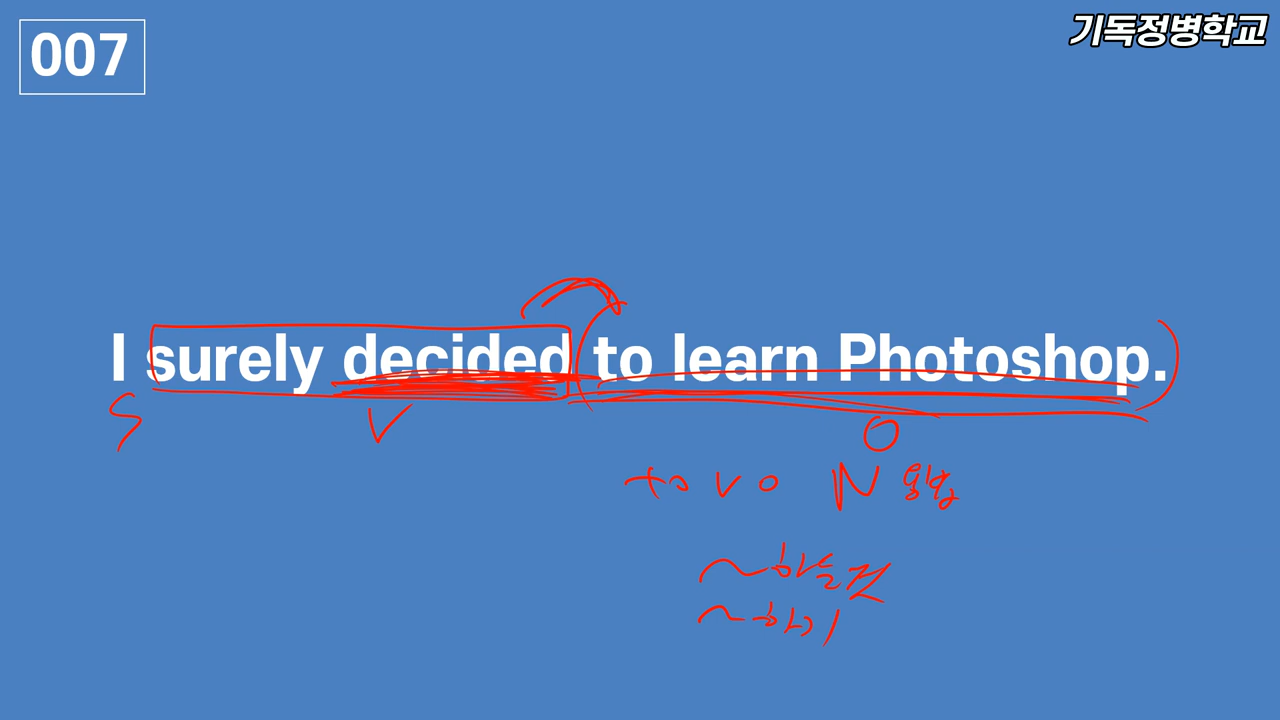 007
기독정병학교
I surely decided to learn Photoshop.
S
V
O
to v o N 용법
~하는 것
~하기